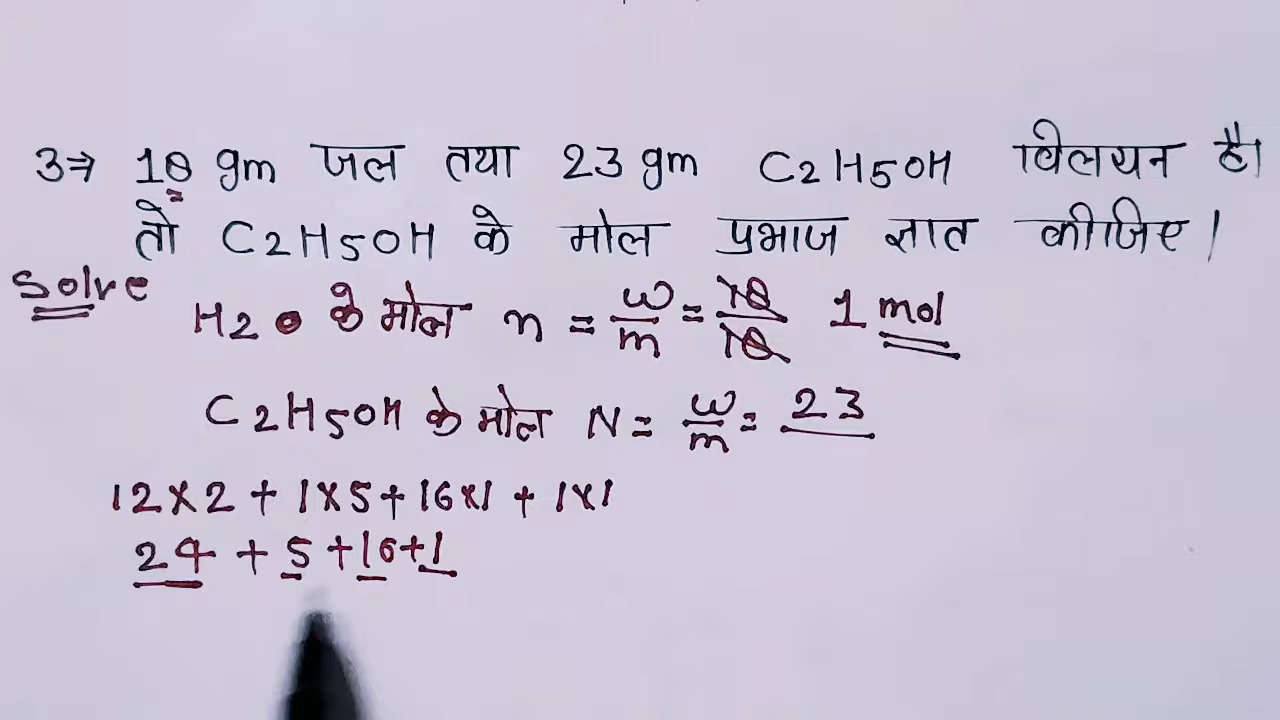 3⇒ 18 gm जल तथा 23 gm C2H5OH विलयन है।
तो C2H5OH के मोल प्रभाज ज्ञात कीजिए।
Solve
H2O के मोल n = w/m = 18/18 1 mol
C2H5OH के मोल N = w/m = 23
12×2 + 1×5 + 16×1 + 1×1
24 + 5 + 16 + 1